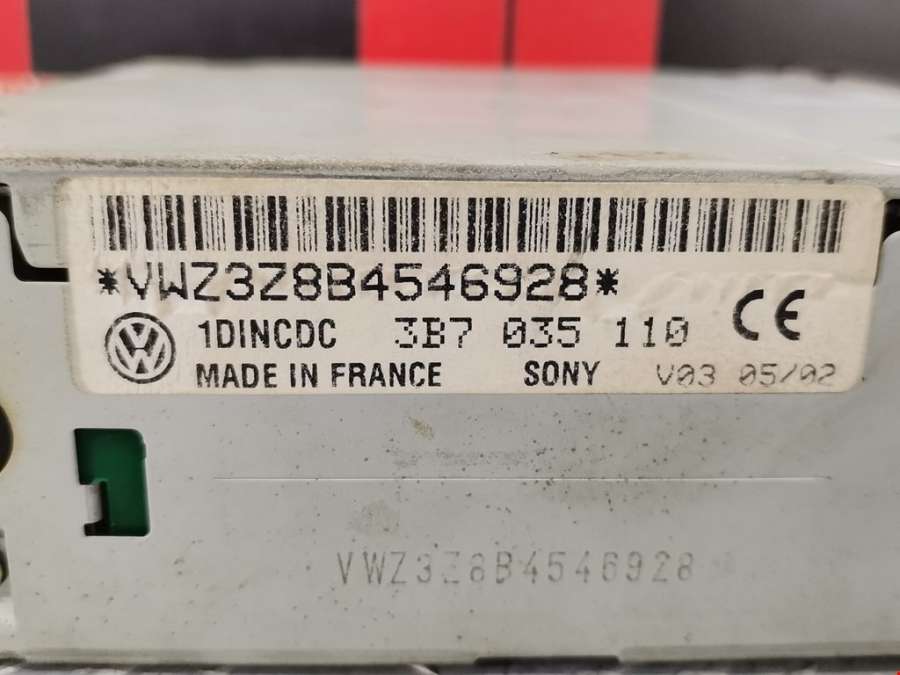 *VWZ3Z8B4546928*
1DINCDC 3B7 035 110 CE
MADE IN FRANCE SONY V03 05/02
VWZ3Z8B4546928